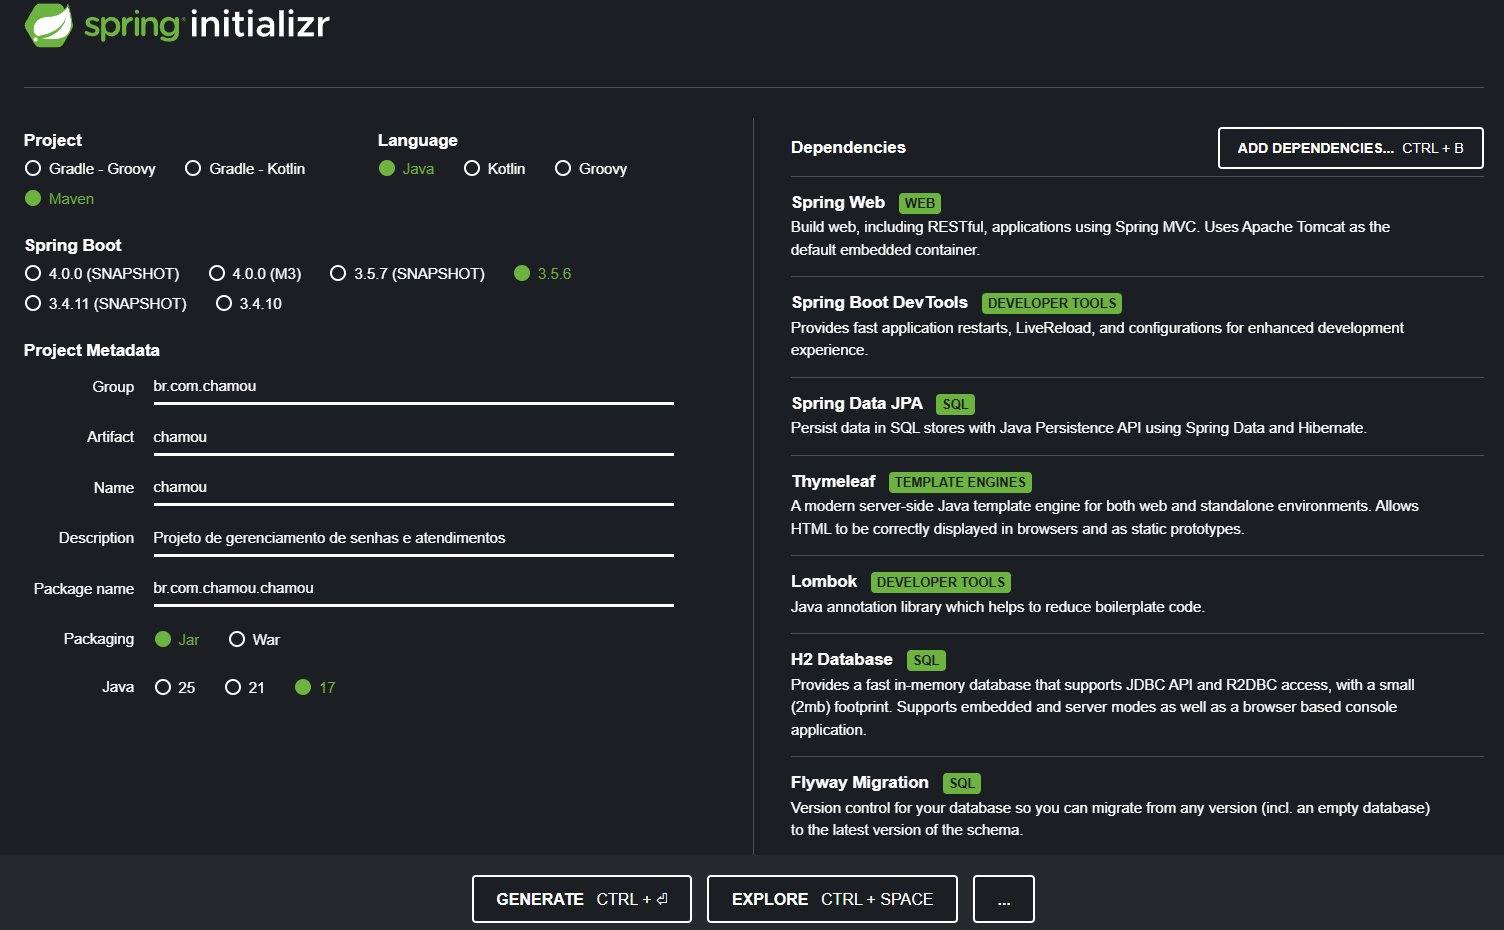 spring initializr
Project
Gradle - Groovy Gradle - Kotlin
Maven
Language
Java Kotlin Groovy
Spring Boot
4.0.0 (SNAPSHOT) 4.0.0 (M3) 3.5.7 (SNAPSHOT) 3.5.6
3.4.11 (SNAPSHOT) 3.4.10
Project Metadata
Group br.com.chamou
Artifact chamou
Name chamou
Description Projeto de gerenciamento de senhas e atendimentos
Package name br.com.chamou.chamou
Packaging Jar War
Java 25 21 17
Dependencies ADD DEPENDENCIES... CTRL + B
Spring Web WEB
Build web, including RESTful, applications using Spring MVC. Uses Apache Tomcat as the
default embedded container.
Spring Boot DevTools DEVELOPER TOOLS
Provides fast application restarts, LiveReload, and configurations for enhanced development
experience.
Spring Data JPA SQL
Persist data in SQL stores with Java Persistence API using Spring Data and Hibernate.
Thymeleaf TEMPLATE ENGINES
A modern server-side Java template engine for both web and standalone environments. Allows
HTML to be correctly displayed in browsers and as static prototypes.
Lombok DEVELOPER TOOLS
Java annotation library which helps to reduce boilerplate code.
H2 Database SQL
Provides a fast in-memory database that supports JDBC API and R2DBC access, with a small
(2mb) footprint. Supports embedded and server modes as well as a browser based console
application.
Flyway Migration SQL
Version control for your database so you can migrate from any version (incl. an empty database)
to the latest version of the schema.
GENERATE CTRL + ⏎ EXPLORE CTRL + SPACE ...